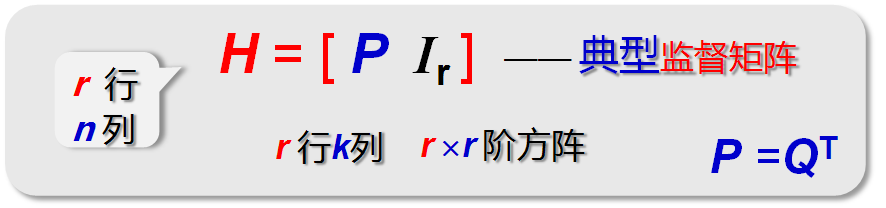 H = [ P I_r ] —— 典型监督矩阵
r 行
n 列
r 行k列 r ×r 阶方阵
P =Q^T